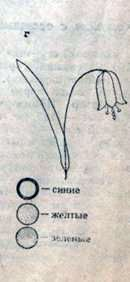 г
— синие
— желтые
— зеленые